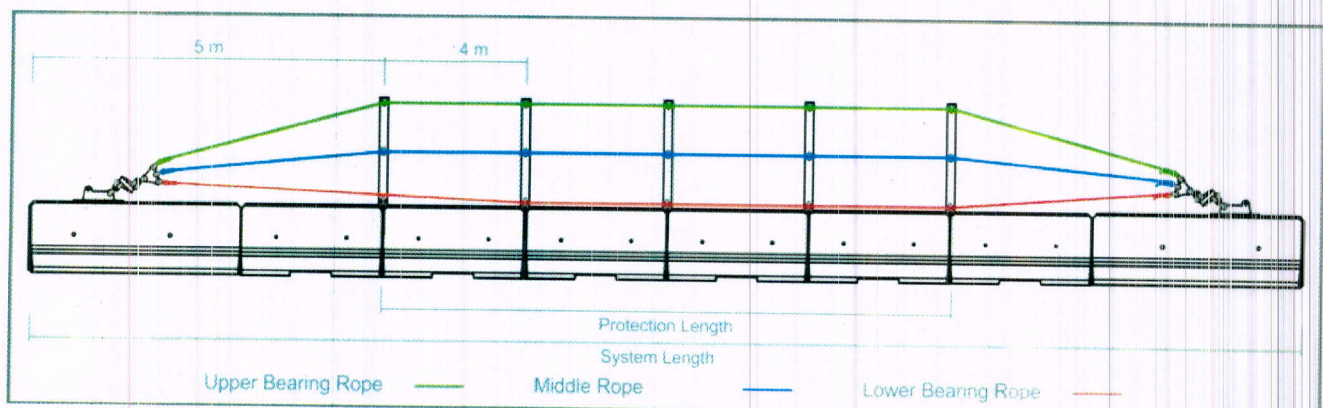 5 m
4 m
Protection Length
System Length
Upper Bearing Rope
Middle Rope
Lower Bearing Rope